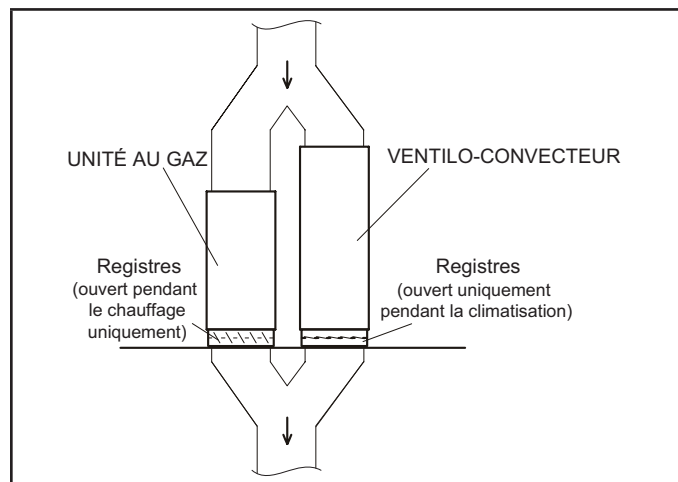 UNITÉ AU GAZ
VENTILO-CONVECTEUR
Registres
(ouvert pendant
le chauffage
uniquement)
Registres
(ouvert uniquement
pendant la climatisation)